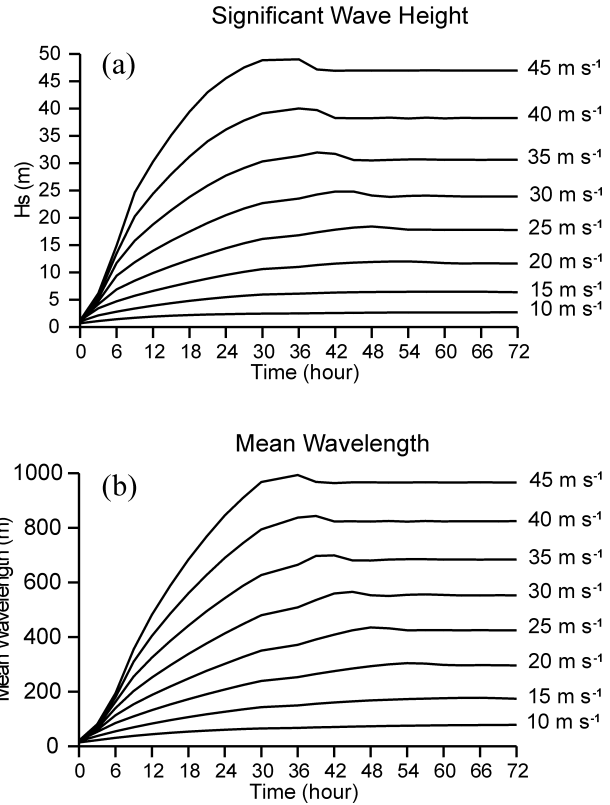 Significant Wave Height
(a)
Hs (m)
50
45
40
35
30
25
20
15
10
5
0
45 m s⁻¹
40 m s⁻¹
35 m s⁻¹
30 m s⁻¹
25 m s⁻¹
20 m s⁻¹
15 m s⁻¹
10 m s⁻¹
0 6 12 18 24 30 36 42 48 54 60 66 72
Time (hour)
Mean Wavelength
(b)
Mean Wavelength (m)
1000
800
600
400
200
0
45 m s⁻¹
40 m s⁻¹
35 m s⁻¹
30 m s⁻¹
25 m s⁻¹
20 m s⁻¹
15 m s⁻¹
10 m s⁻¹
0 6 12 18 24 30 36 42 48 54 60 66 72
Time (hour)